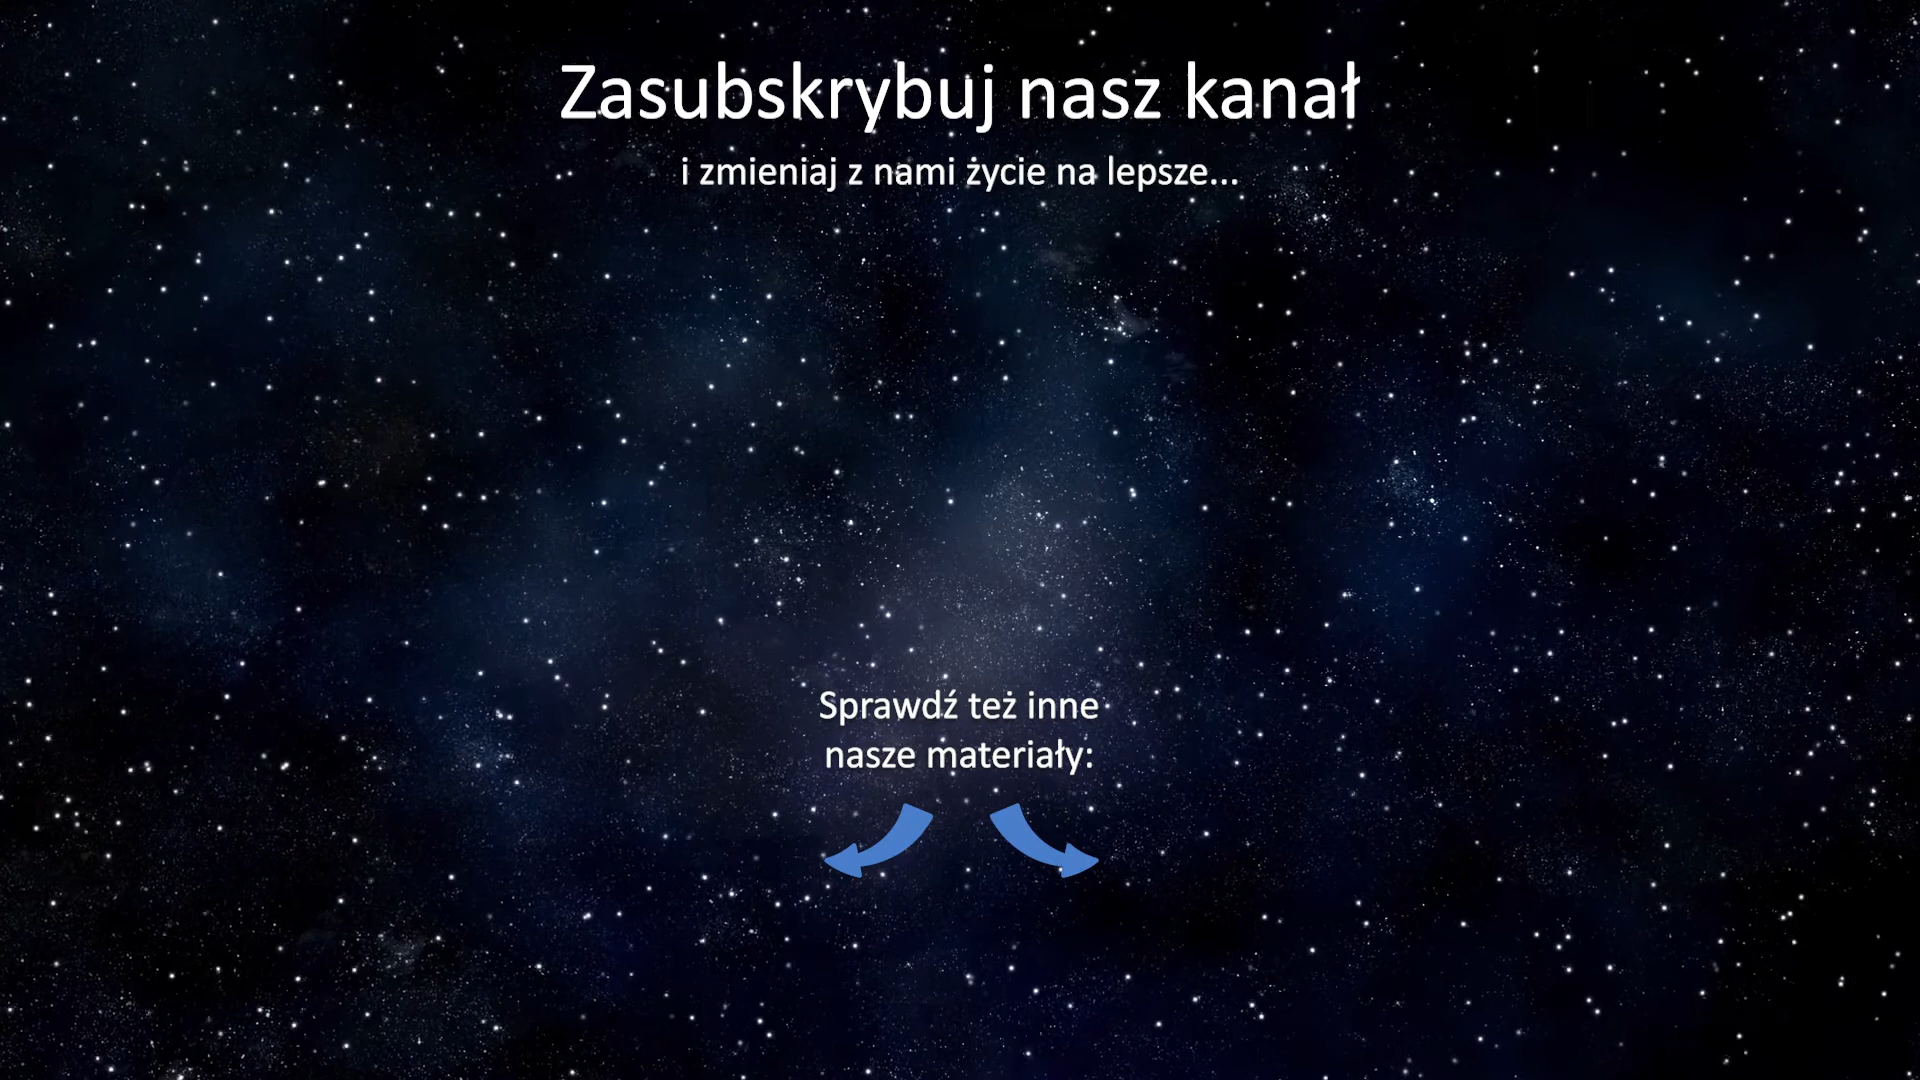 Zasubskrybuj nasz kanał
i zmieniaj z nami życie na lepsze...
Sprawdź też inne
nasze materiały: